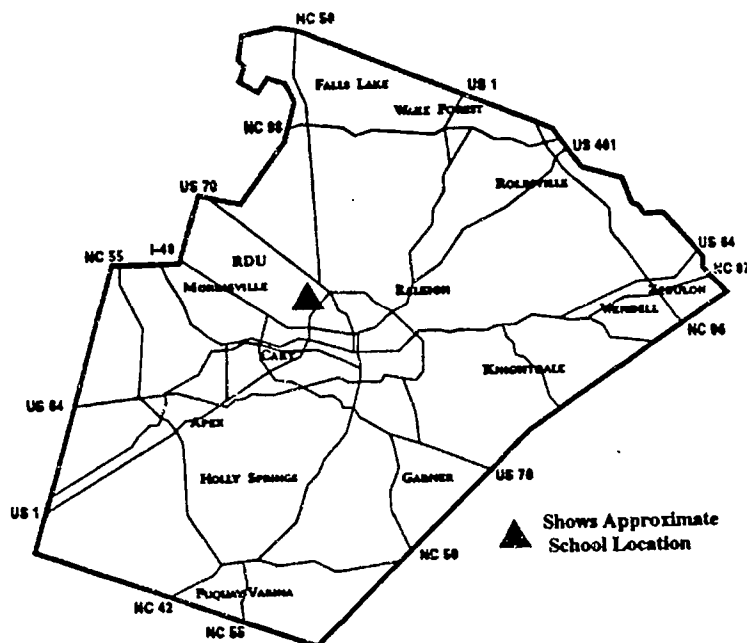 NC 50
FALLS LAKE
US 1
WAKE FOREST
NC 98
US 401
US 70
ROLESVILLE
I-40
NC 55
RDU
US 64
NC 97
MORRISVILLE
RALEIGH
ZEBULON
WENDELL
NC 96
CARY
KNIGHTDALE
US 64
APEX
HOLLY SPRINGS
GARNER
US 70
US 1
Shows Approximate
School Location
NC 50
NC 42
FUQUAY VARINA
NC 55